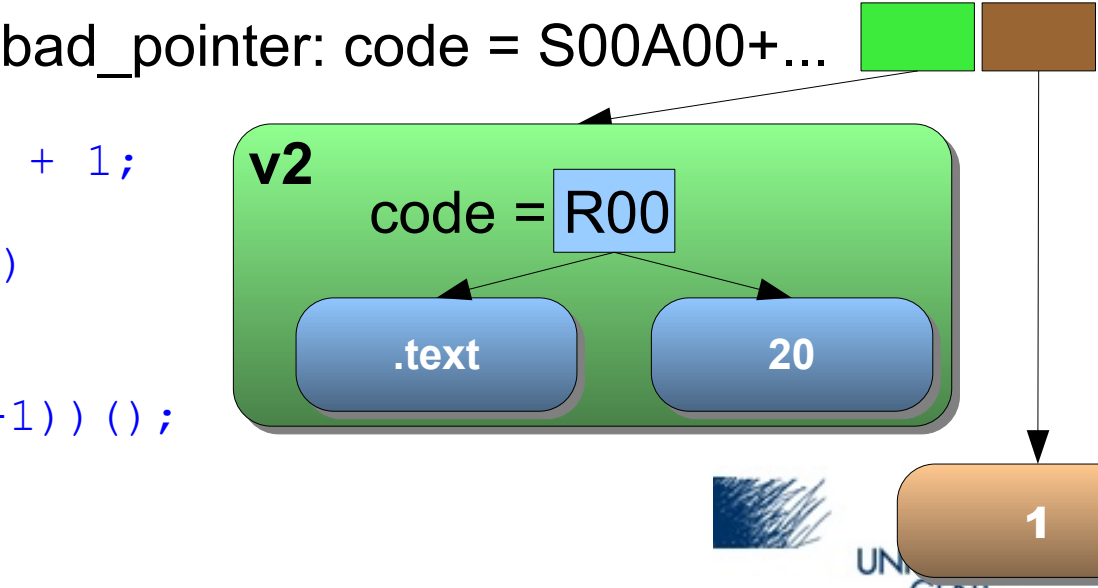 bad_pointer: code = S00A00+...
+ 1;
v2
code = R00
)
.text
20
1))();
1